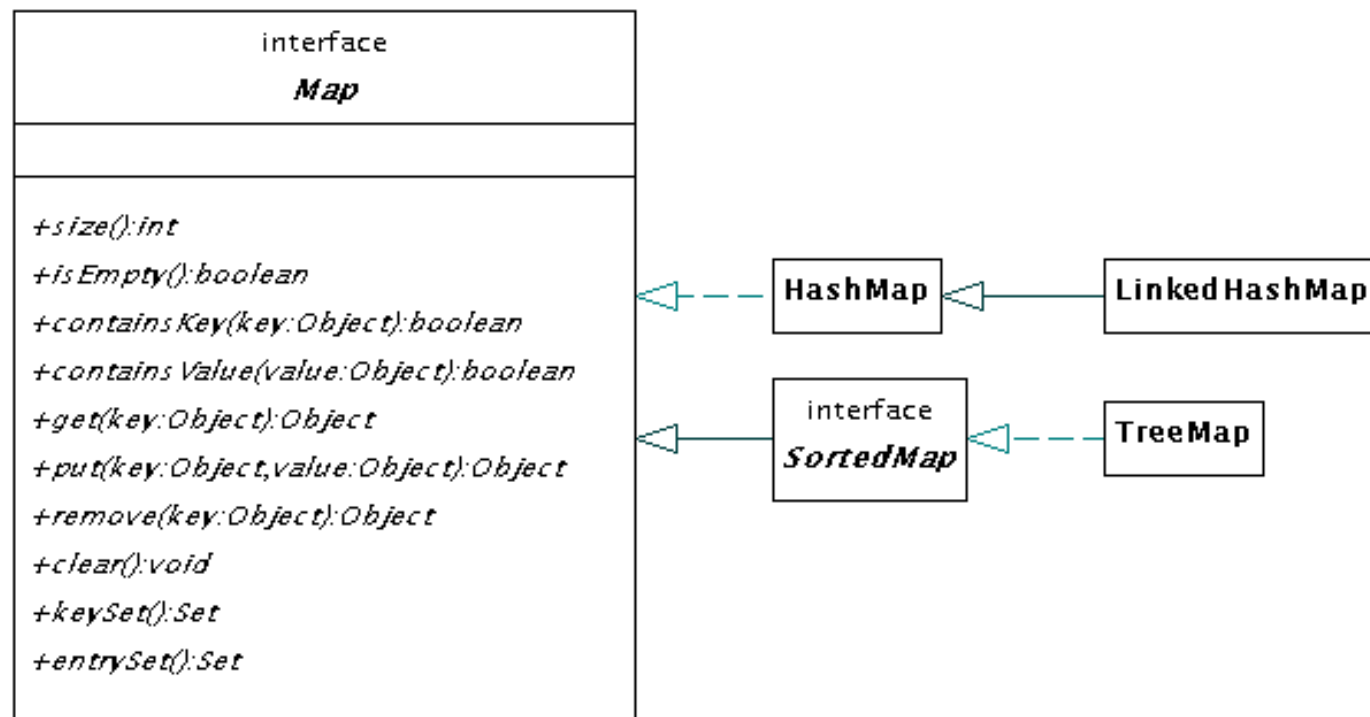 interface
Map
+size():int
+isEmpty():boolean
+containsKey(key:Object):boolean
+containsValue(value:Object):boolean
+get(key:Object):Object
+put(key:Object,value:Object):Object
+remove(key:Object):Object
+clear():void
+keySet():Set
+entrySet():Set
HashMap
LinkedHashMap
interface
SortedMap
TreeMap